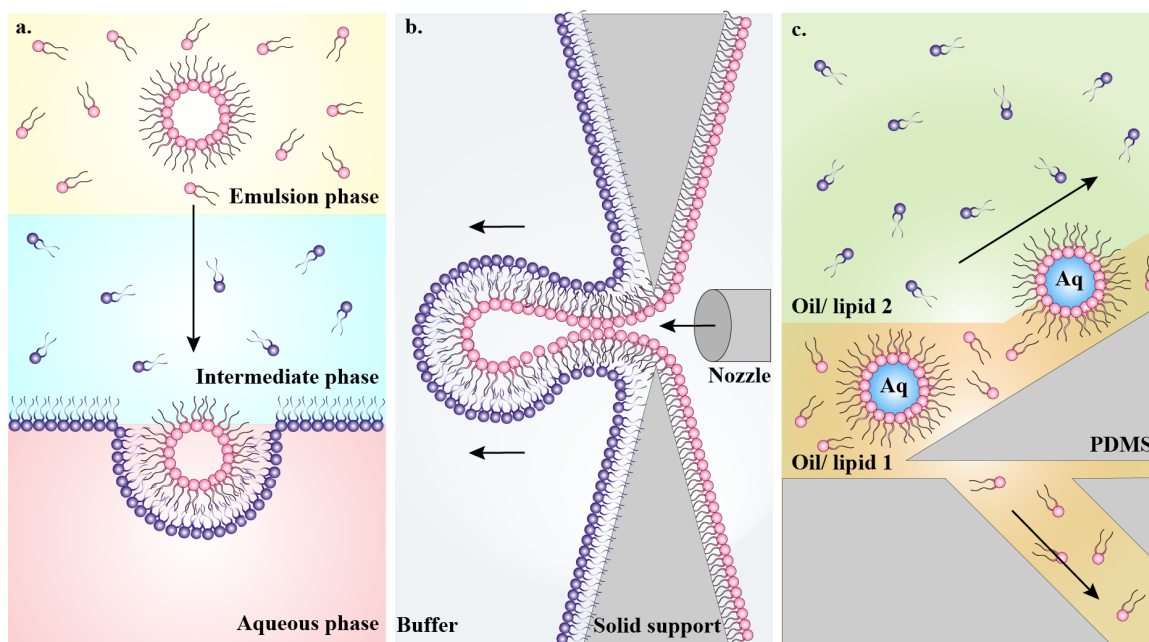 a.
Emulsion phase
Intermediate phase
Aqueous phase
b.
Nozzle
Buffer
Solid support
c.
Oil/ lipid 2
Aq
Aq
Oil/ lipid 1
PDMS